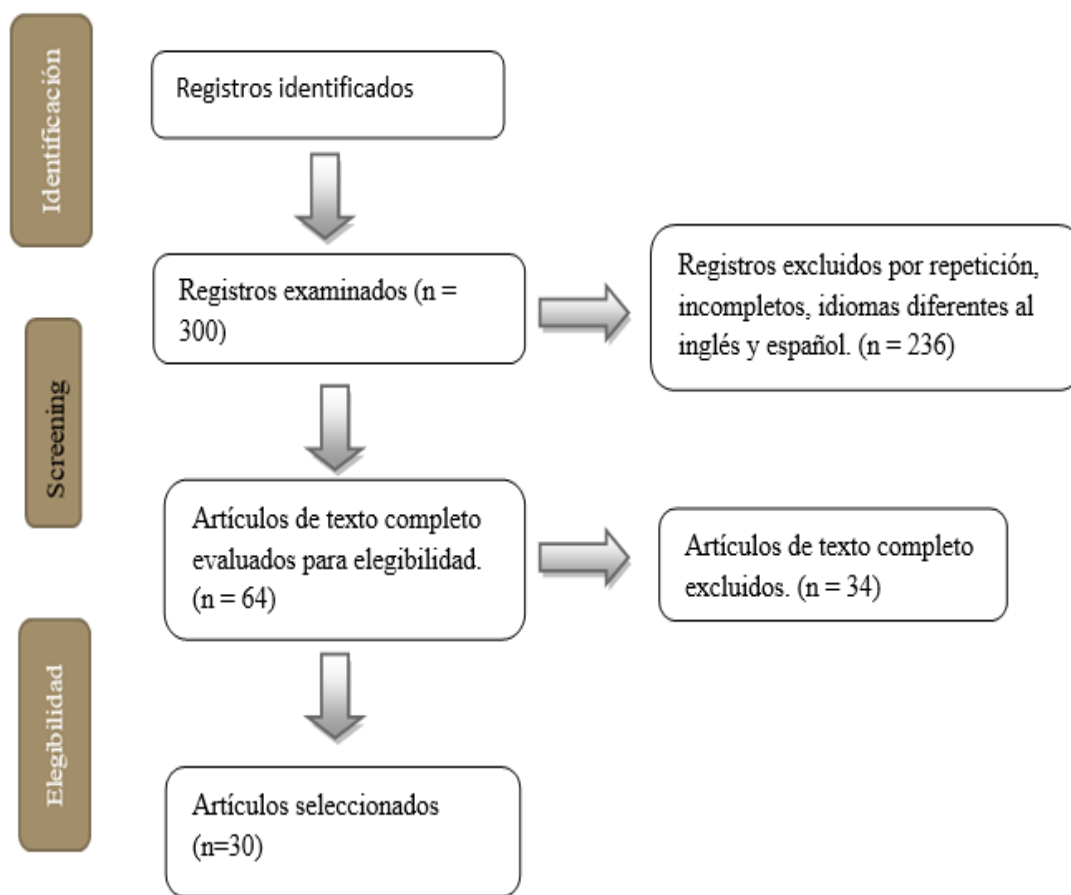 Identificación
Registros identificados
Registros examinados (n =
300)
Registros excluidos por repetición,
incompletos, idiomas diferentes al
inglés y español. (n = 236)
Screening
Artículos de texto completo
evaluados para elegibilidad.
(n = 64)
Artículos de texto completo
excluidos. (n = 34)
Elegibilidad
Artículos seleccionados
(n=30)